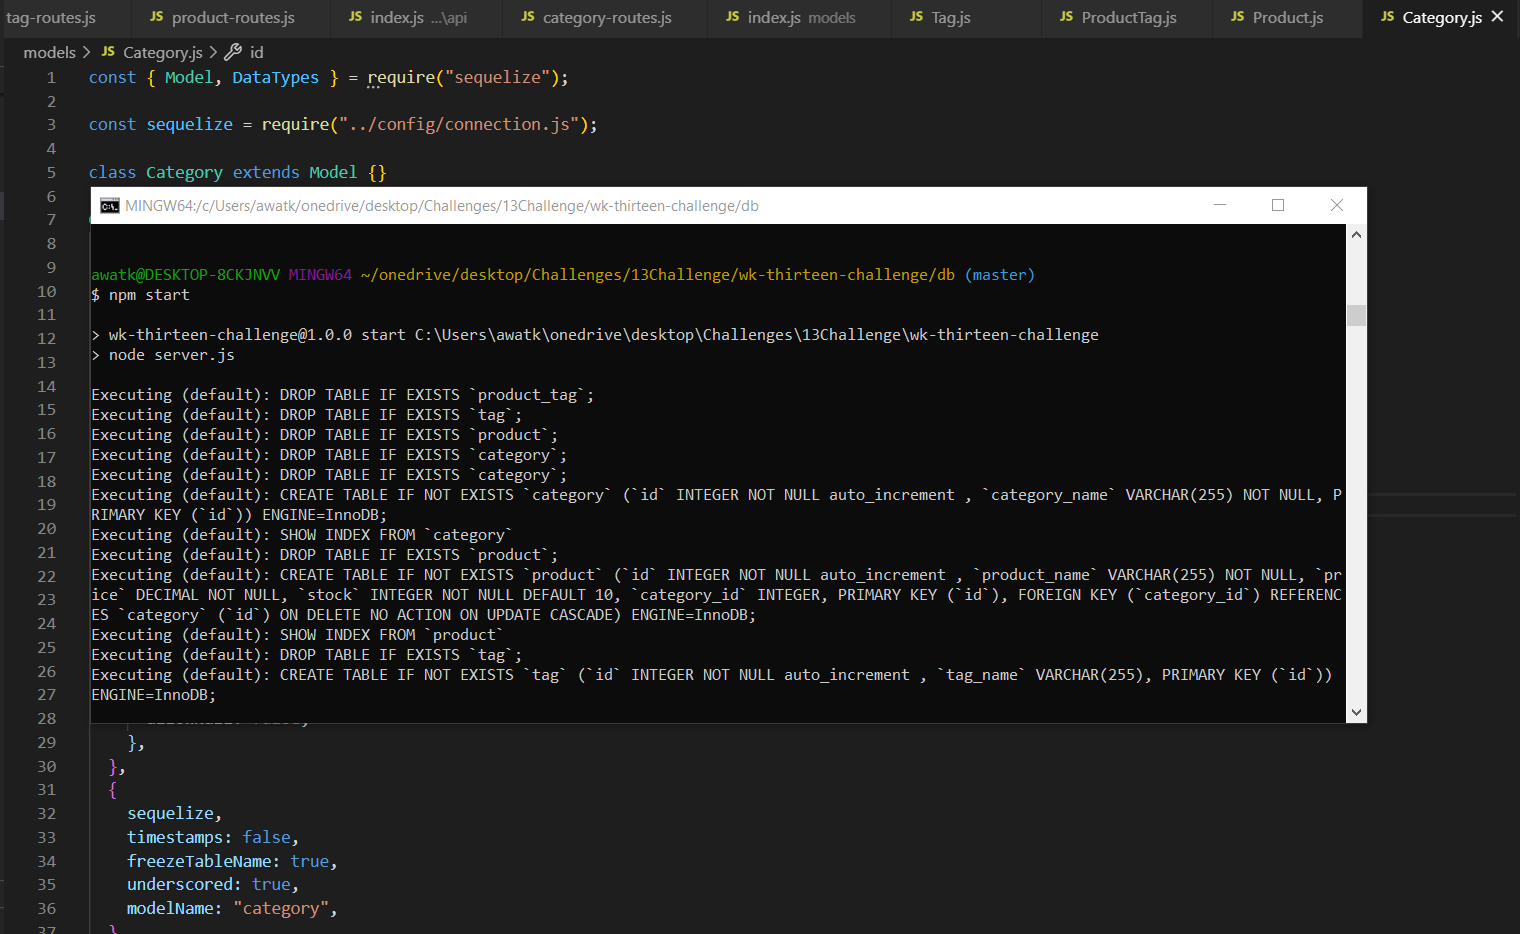 tag-routes.js JS product-routes.js JS index.js ...\api JS category-routes.js JS index.js models JS Tag.js JS ProductTag.js JS Product.js JS Category.js
models > JS Category.js > id
1 const { Model, DataTypes } = require("sequelize");
2
3 const sequelize = require("../config/connection.js");
4
5 class Category extends Model {}
6
MINGW64:/c/Users/awatk/onedrive/desktop/Challenges/13Challenge/wk-thirteen-challenge/db
7
8
9
awatk@DESKTOP-8CKJNVV MINGW64 ~/onedrive/desktop/Challenges/13Challenge/wk-thirteen-challenge/db (master)
10
$ npm start
11
12
> wk-thirteen-challenge@1.0.0 start C:\Users\awatk\onedrive\desktop\Challenges\13Challenge\wk-thirteen-challenge
13
> node server.js
14
Executing (default): DROP TABLE IF EXISTS `product_tag`;
15
Executing (default): DROP TABLE IF EXISTS `tag`;
16
Executing (default): DROP TABLE IF EXISTS `product`;
17
Executing (default): DROP TABLE IF EXISTS `category`;
18
Executing (default): DROP TABLE IF EXISTS `category`;
19
Executing (default): CREATE TABLE IF NOT EXISTS `category` (`id` INTEGER NOT NULL auto_increment , `category_name` VARCHAR(255) NOT NULL, P
RIMARY KEY (`id`)) ENGINE=InnoDB;
20
Executing (default): SHOW INDEX FROM `category`
21
Executing (default): DROP TABLE IF EXISTS `product`;
22
Executing (default): CREATE TABLE IF NOT EXISTS `product` (`id` INTEGER NOT NULL auto_increment , `product_name` VARCHAR(255) NOT NULL, `pr
23
ice` DECIMAL NOT NULL, `stock` INTEGER NOT NULL DEFAULT 10, `category_id` INTEGER, PRIMARY KEY (`id`), FOREIGN KEY (`category_id`) REFERENC
24
ES `category` (`id`) ON DELETE NO ACTION ON UPDATE CASCADE) ENGINE=InnoDB;
Executing (default): SHOW INDEX FROM `product`
25
Executing (default): DROP TABLE IF EXISTS `tag`;
26
Executing (default): CREATE TABLE IF NOT EXISTS `tag` (`id` INTEGER NOT NULL auto_increment , `tag_name` VARCHAR(255), PRIMARY KEY (`id`))
27
ENGINE=InnoDB;
28
29 },
30 },
31 {
32 sequelize,
33 timestamps: false,
34 freezeTableName: true,
35 underscored: true,
36 modelName: "category",
37 }